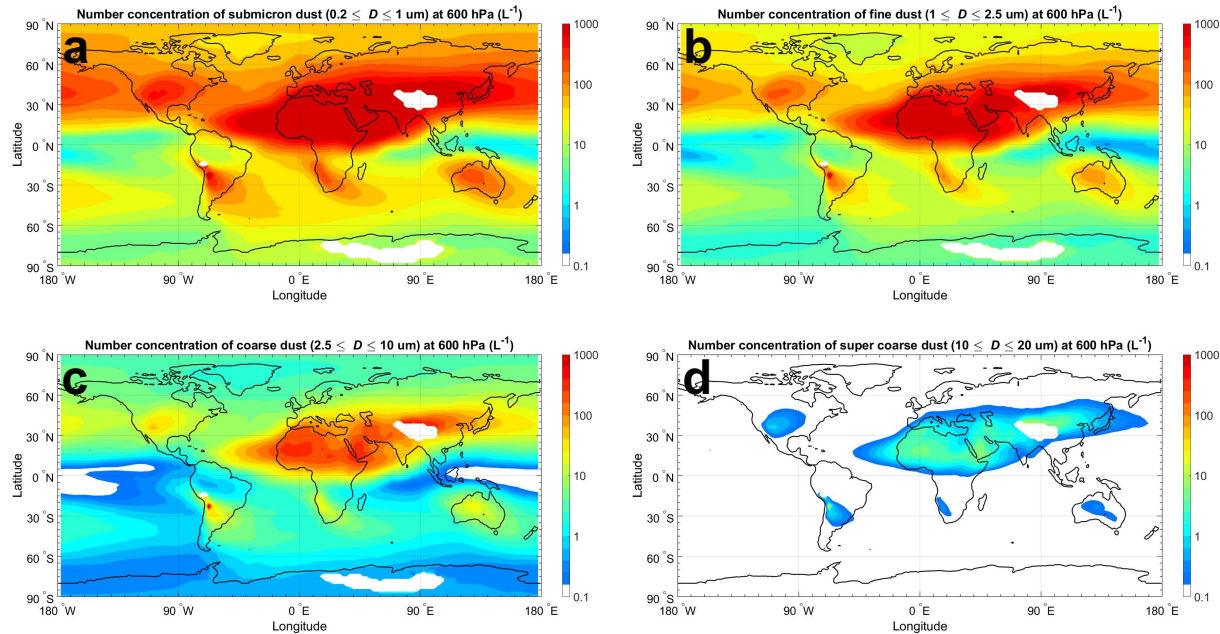 Number concentration of submicron dust (0.2 ≤ D ≤ 1 um) at 600 hPa (L⁻¹)
a
90°N
60°N
30°N
0°N
30°S
60°S
90°S
Latitude
180°W
90°W
0°E
90°E
180°E
Longitude
1000
100
10
1
0.1
Number concentration of fine dust (1 ≤ D ≤ 2.5 um) at 600 hPa (L⁻¹)
b
90°N
60°N
30°N
0°N
30°S
60°S
90°S
Latitude
180°W
90°W
0°E
90°E
180°E
Longitude
1000
100
10
1
0.1
Number concentration of coarse dust (2.5 ≤ D ≤ 10 um) at 600 hPa (L⁻¹)
c
90°N
60°N
30°N
0°N
30°S
60°S
90°S
Latitude
180°W
90°W
0°E
90°E
180°E
Longitude
1000
100
10
1
0.1
Number concentration of super coarse dust (10 ≤ D ≤ 20 um) at 600 hPa (L⁻¹)
d
90°N
60°N
30°N
0°N
30°S
60°S
90°S
Latitude
180°W
90°W
0°E
90°E
180°E
Longitude
1000
100
10
1
0.1